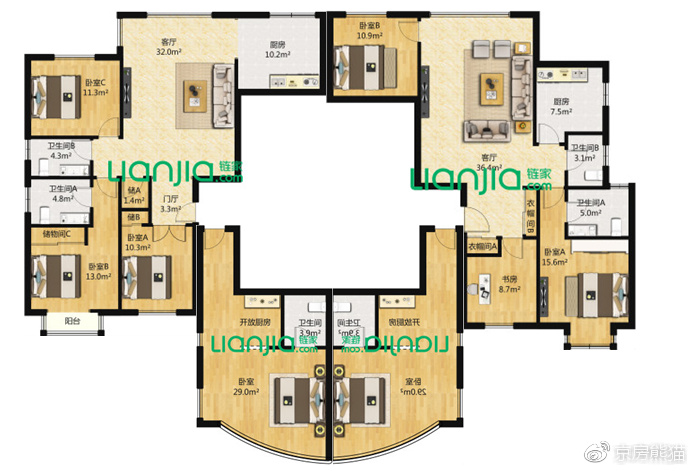 客厅
32.0m²
厨房
10.2m²
卧室C
11.3m²
卫生间B
4.3m²
卫生间A
4.8m²
储A
1.4m²
门厅
3.3m²
储B
卧室A
10.3m²
储物间C
卧室B
13.0m²
阳台
LIANJIA
链家
.com
卧室B
10.9m²
厨房
7.5m²
客厅
36.4m²
卫生间B
3.1m²
LIANJIA
链家
.com
衣帽间B
卫生间A
5.0m²
衣帽间A
书房
8.7m²
卧室A
15.6m²
开放厨房
卫生间
3.9m²
LIANJIA
链家
.com
卧室
29.0m²
卫生间
3.9m²
开放厨房
LIANJIA
链家
.com
卧室
29.0m²
京房熊猫